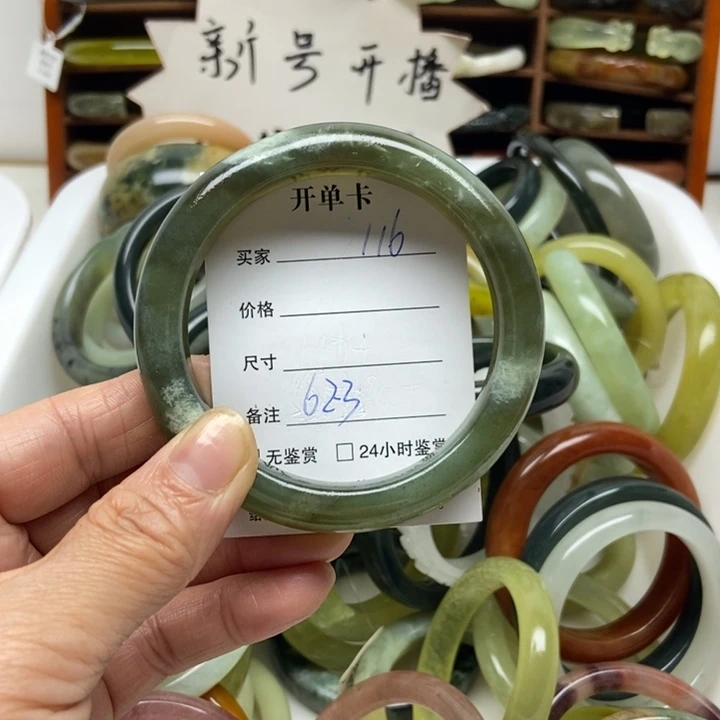 新号开播
开单卡
买家 116
价格
尺寸
备注 623
无鉴赏 □ 24小时鉴赏